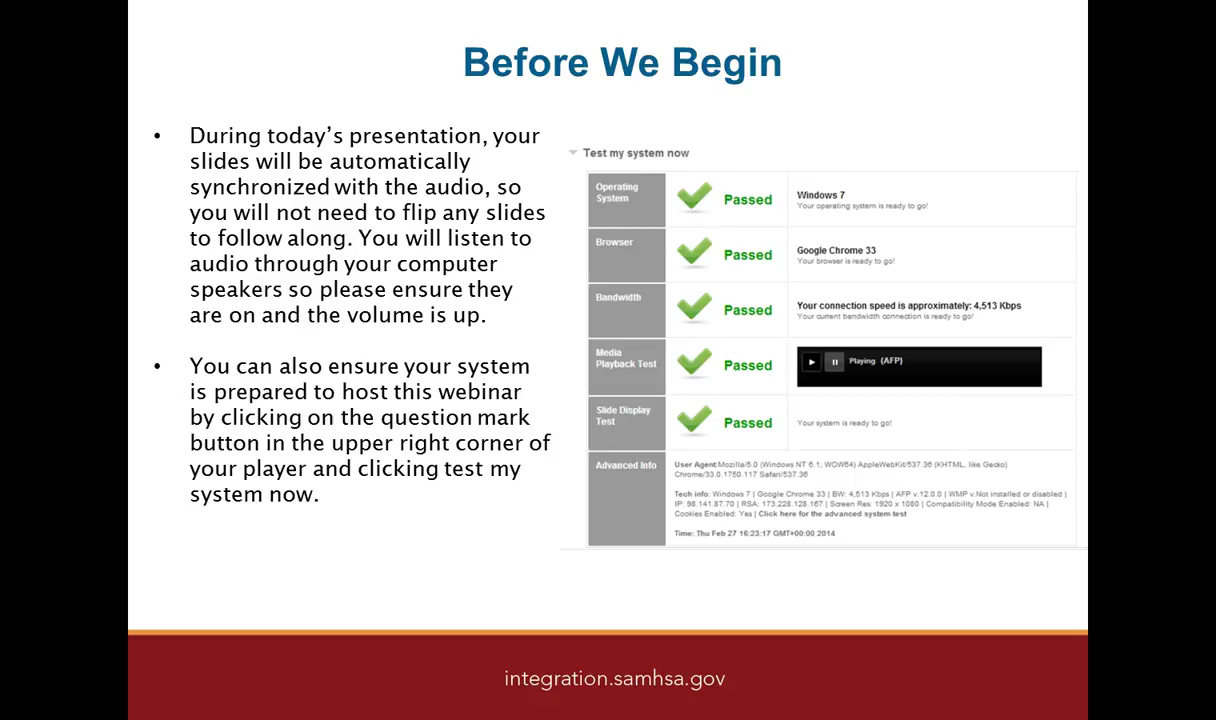 Before We Begin
• During today’s presentation, your
slides will be automatically
synchronized with the audio, so
you will not need to flip any slides
to follow along. You will listen to
audio through your computer
speakers so please ensure they
are on and the volume is up.
• You can also ensure your system
is prepared to host this webinar
by clicking on the question mark
button in the upper right corner of
your player and clicking test my
system now.
Test my system now
Operating
System
Passed
Windows 7
Your operating system is ready to go!
Browser
Passed
Google Chrome 33
Your browser is ready to go!
Bandwidth
Passed
Your connection speed is approximately: 4,513 Kbps
Your current bandwidth connection is ready to go!
Media
Playback Test
Passed
Playing (AFP)
Slide Display
Test
Passed
Your system is ready to go!
Advanced Info
User Agent:Mozilla/5.0 (Windows NT 6.1; WOW64) AppleWebKit/537.36 (KHTML, like Gecko)
Chrome/33.0.1750.117 Safari/537.36
Tech info: Windows 7 | Google Chrome 33 | BW: 4,513 Kbps | AFP v.12.0.0 | WMP v.Not installed or disabled |
IP: 98.141.87.70 | RSA: 173.228.128.167 | Screen Res: 1920 x 1080 | Compatibility Mode Enabled: NA |
Cookies Enabled: Yes | Click here for the advanced system test
Time: Thu Feb 27 16:23:17 GMT+00:00 2014
integration.samhsa.gov